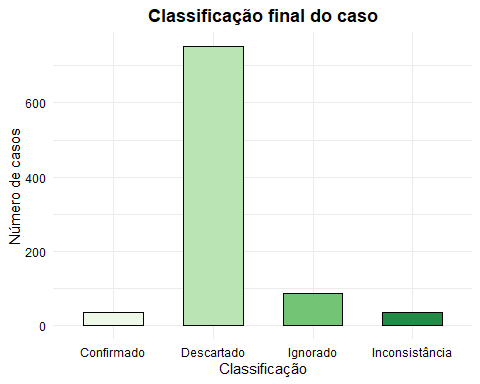 Classificação final do caso
Número de casos
600
400
200
0
Confirmado
Descartado
Ignorado
Inconsistância
Classificação